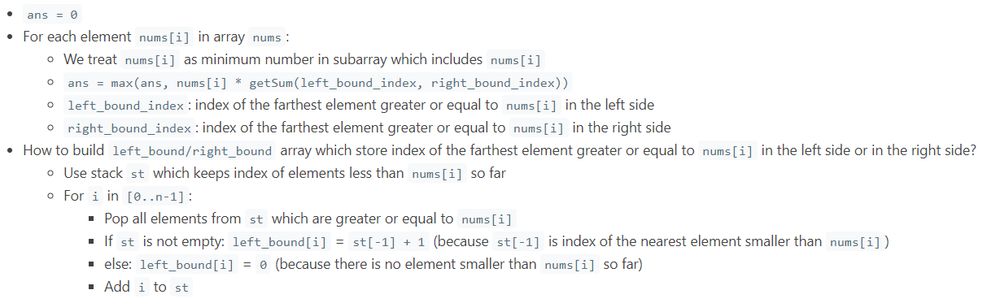 ans = 0
For each element nums[i] in array nums :
We treat nums[i] as minimum number in subarray which includes nums[i]
ans = max(ans, nums[i] * getSum(left_bound_index, right_bound_index))
left_bound_index : index of the farthest element greater or equal to nums[i] in the left side
right_bound_index : index of the farthest element greater or equal to nums[i] in the right side
How to build left_bound/right_bound array which store index of the farthest element greater or equal to nums[i] in the left side or in the right side?
Use stack st which keeps index of elements less than nums[i] so far
For i in [0..n-1] :
Pop all elements from st which are greater or equal to nums[i]
If st is not empty: left_bound[i] = st[-1] + 1 (because st[-1] is index of the nearest element smaller than nums[i] )
else: left_bound[i] = 0 (because there is no element smaller than nums[i] so far)
Add i to st